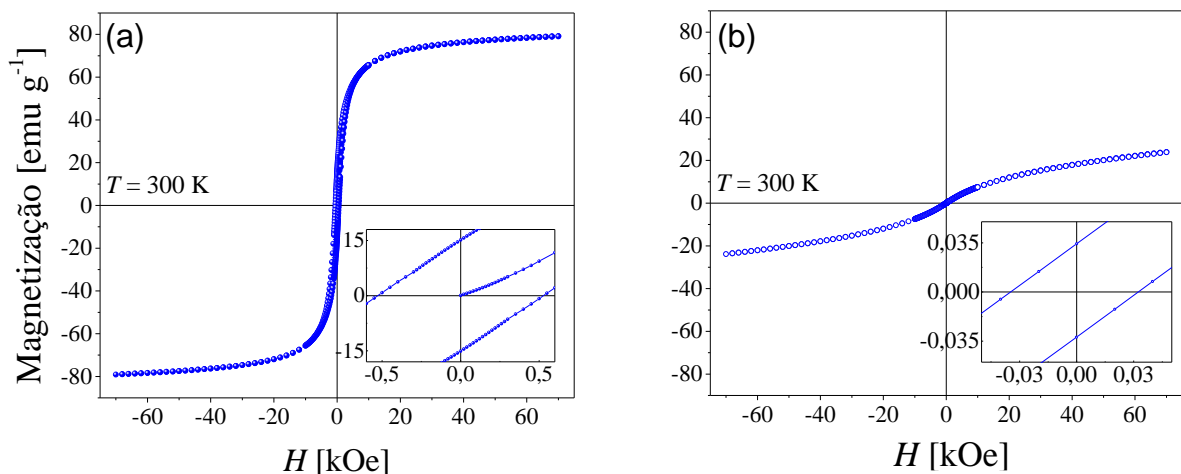 (a)
Magnetização [emu g⁻¹]
80
60
40
20
0
-20
-40
-60
-80
T = 300 K
15
0
-15
-0,5 0,0 0,5
-60 -40 -20 0 20 40 60
H [kOe]
(b)
80
60
40
20
0
-20
-40
-60
-80
T = 300 K
0,035
0,000
-0,035
-0,03 0,00 0,03
-60 -40 -20 0 20 40 60
H [kOe]